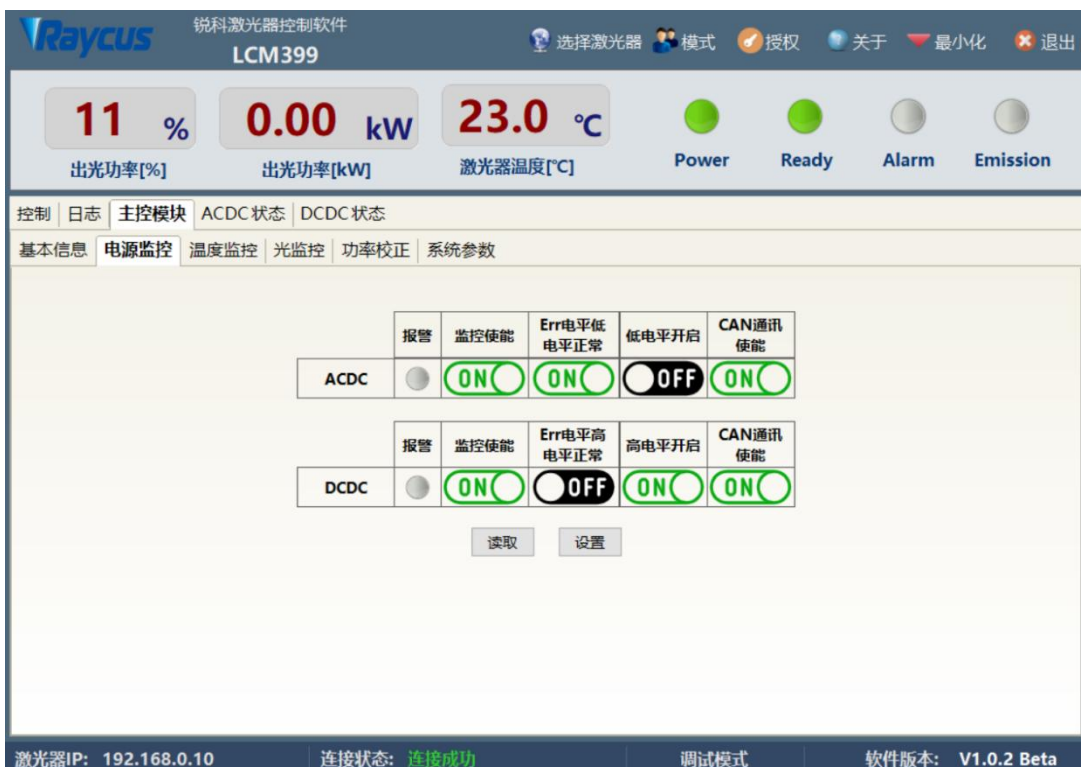 Raycus 锐科激光器控制软件
LCM399
选择激光器 模式 授权 关于 最小化 退出
11 % 0.00 kW 23.0 ℃
出光功率[%] 出光功率[kW] 激光器温度[℃] Power Ready Alarm Emission
控制 日志 主控模块 ACDC状态 DCDC状态
基本信息 电源监控 温度监控 光监控 功率校正 系统参数
报警 监控使能 Err电平低 低电平开启 CAN通讯
电平正常 使能
ACDC ON ON OFF ON
报警 监控使能 Err电平高 高电平开启 CAN通讯
电平正常 使能
DCDC ON OFF ON ON
读取 设置
激光器IP: 192.168.0.10 连接状态: 连接成功 调试模式 软件版本: V1.0.2 Beta